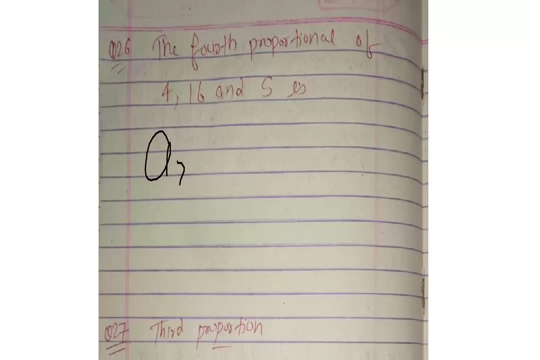 Q26 The fourth proportional of
4, 16 and 5 is
a,
Q27 Third proportion